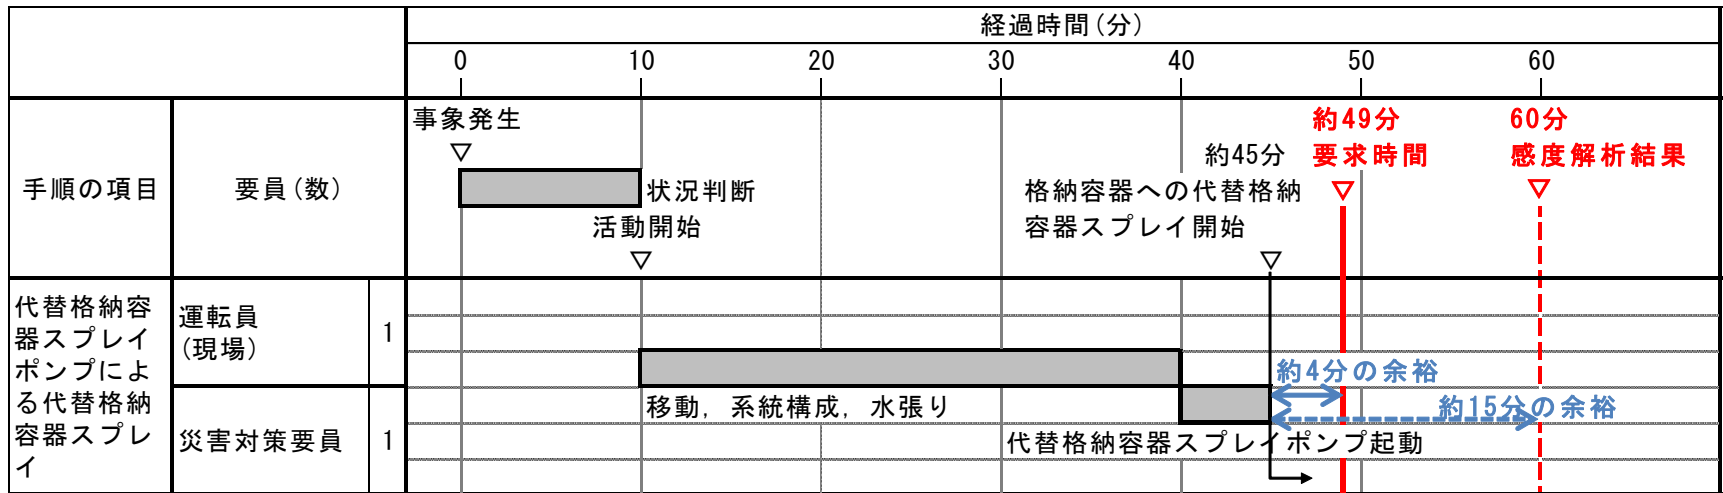 経過時間(分)
0 10 20 30 40 50 60
手順の項目
要員(数)
事象発生
▽
状況判断
活動開始
▽
約45分
格納容器への代替格納
容器スプレイ開始
▽
約49分
要求時間
▽
60分
感度解析結果
▽
代替格納容
器スプレイ
ポンプによ
る代替格納
容器スプレ
イ
運転員
(現場)
1
災害対策要員
1
移動，系統構成，水張り
代替格納容器スプレイポンプ起動
約4分の余裕
約15分の余裕